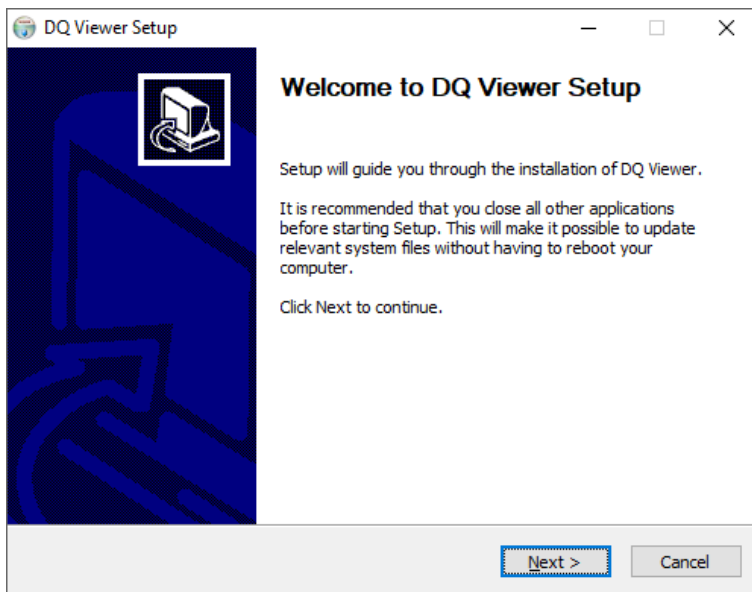 DQ Viewer Setup
Welcome to DQ Viewer Setup
Setup will guide you through the installation of DQ Viewer.
It is recommended that you close all other applications
before starting Setup. This will make it possible to update
relevant system files without having to reboot your
computer.
Click Next to continue.
Next >
Cancel